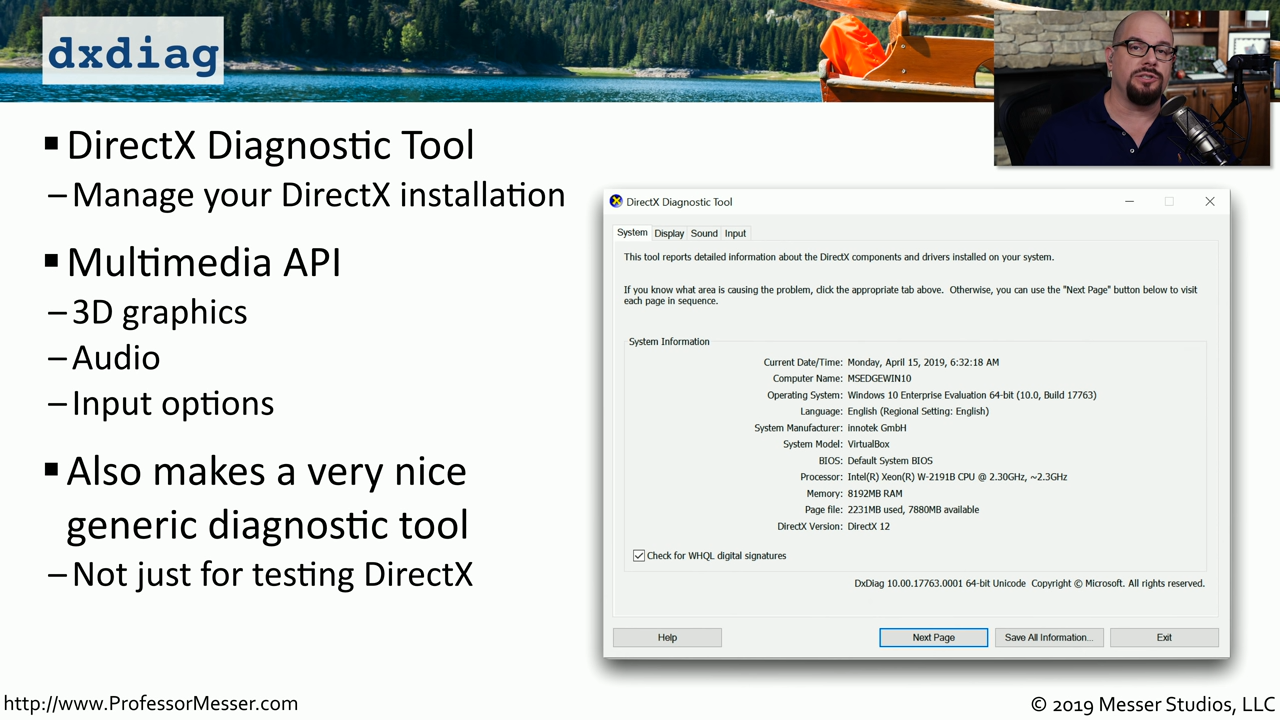 dxdiag
▪ DirectX Diagnostic Tool
– Manage your DirectX installation
▪ Multimedia API
– 3D graphics
– Audio
– Input options
▪ Also makes a very nice
generic diagnostic tool
– Not just for testing DirectX
DirectX Diagnostic Tool
System Display Sound Input
This tool reports detailed information about the DirectX components and drivers installed on your system.
If you know what area is causing the problem, click the appropriate tab above. Otherwise, you can use the "Next Page" button below to visit
each page in sequence.
System Information
Current Date/Time: Monday, April 15, 2019, 6:32:18 AM
Computer Name: MSEDGEWIN10
Operating System: Windows 10 Enterprise Evaluation 64-bit (10.0, Build 17763)
Language: English (Regional Setting: English)
System Manufacturer: innotek GmbH
System Model: VirtualBox
BIOS: Default System BIOS
Processor: Intel(R) Xeon(R) W-2191B CPU @ 2.30GHz, ~2.3GHz
Memory: 8192MB RAM
Page file: 2231MB used, 7880MB available
DirectX Version: DirectX 12
Check for WHQL digital signatures
DxDiag 10.00.17763.0001 64-bit Unicode Copyright © Microsoft. All rights reserved.
Help Next Page Save All Information... Exit
http://www.ProfessorMesser.com
© 2019 Messer Studios, LLC